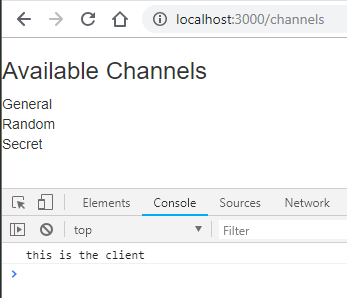 localhost:3000/channels
Available Channels
General
Random
Secret
Elements Console Sources Network
top Filter
this is the client